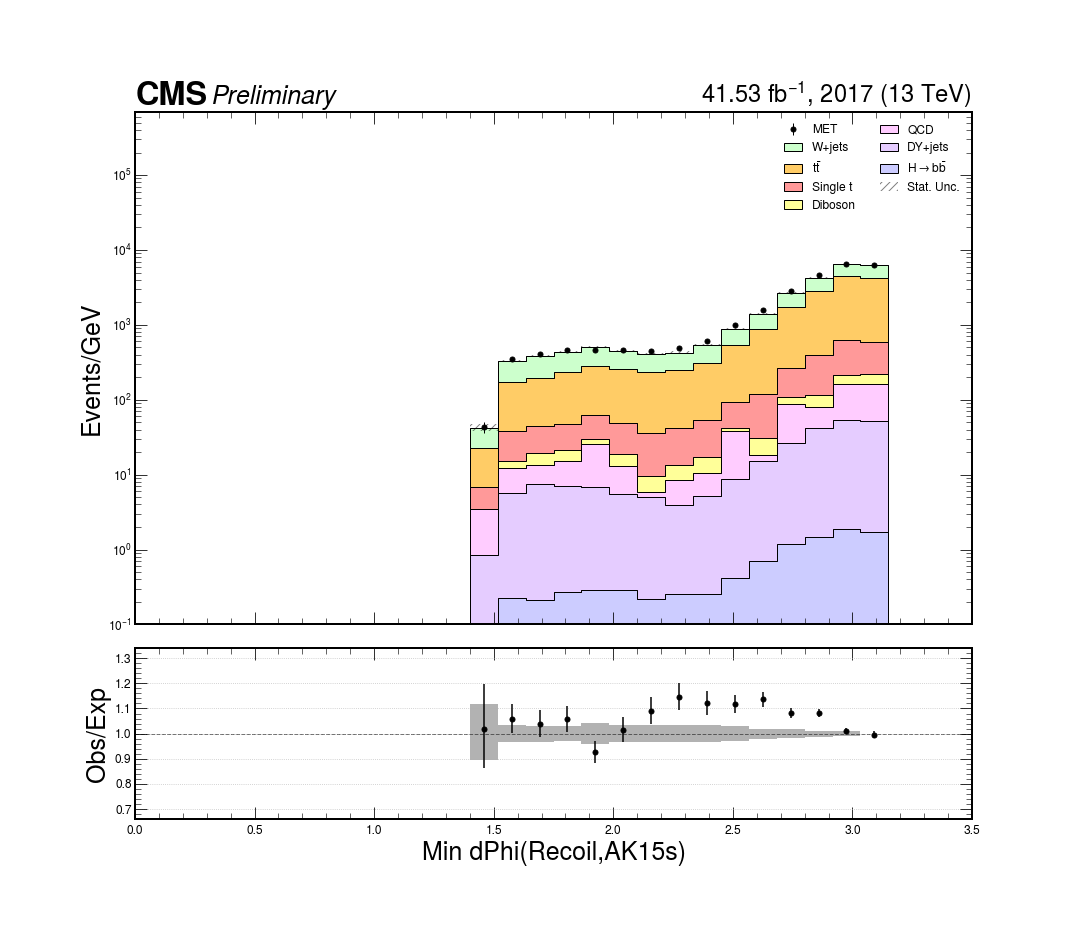 CMS Preliminary
41.53 fb⁻¹, 2017 (13 TeV)
MET
W+jets
tt̄
Single t
Diboson
QCD
DY+jets
H→bb̄
Stat. Unc.
Events/GeV
10⁵
10⁴
10³
10²
10¹
10⁰
10⁻¹
Obs/Exp
1.3
1.2
1.1
1.0
0.9
0.8
0.7
0.0 0.5 1.0 1.5 2.0 2.5 3.0 3.5
Min dPhi(Recoil,AK15s)